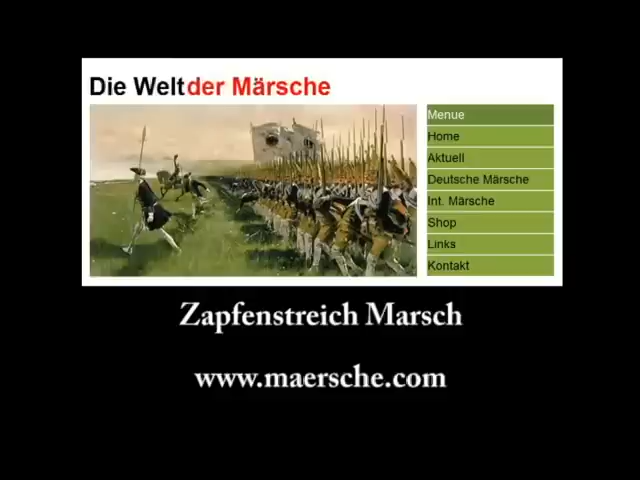 Die Welt der Märsche
Menue
Home
Aktuell
Deutsche Märsche
Int. Märsche
Shop
Links
Kontakt
Zapfenstreich Marsch
www.maersche.com